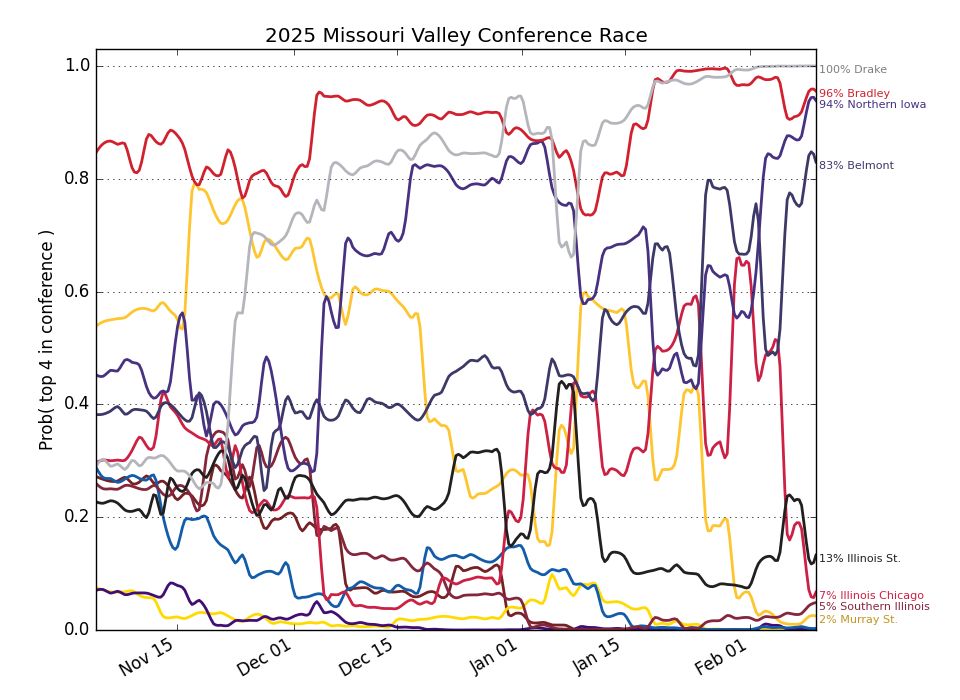 2025 Missouri Valley Conference Race
Prob( top 4 in conference )
1.0
0.8
0.6
0.4
0.2
0.0
Nov 15
Dec 01
Dec 15
Jan 01
Jan 15
Feb 01
100% Drake
96% Bradley
94% Northern Iowa
83% Belmont
13% Illinois St.
7% Illinois Chicago
5% Southern Illinois
2% Murray St.